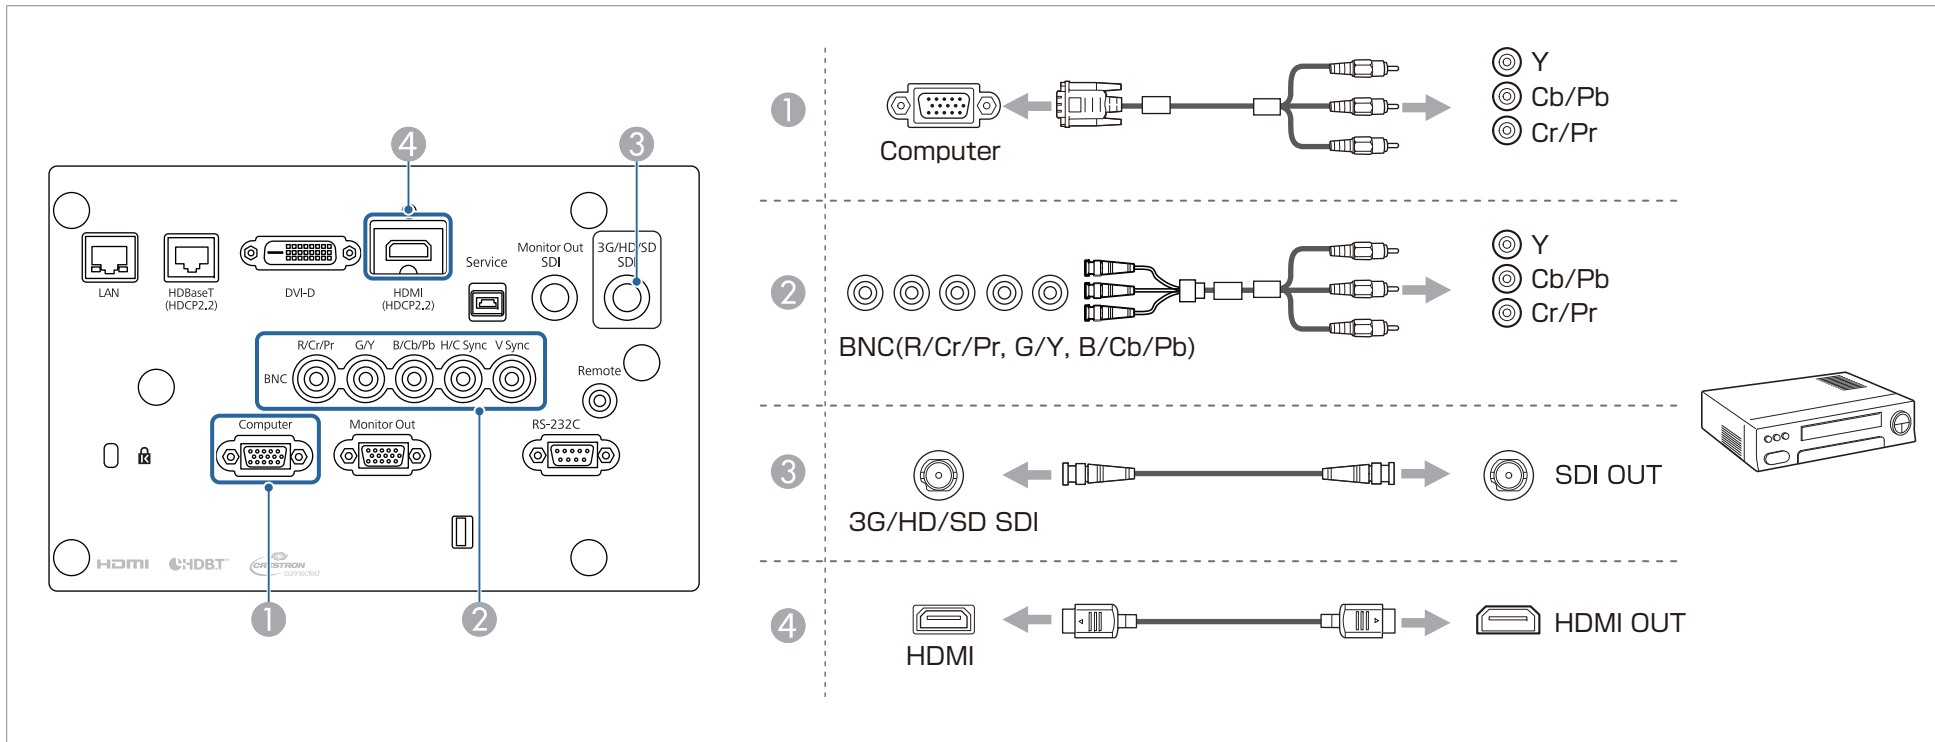 4
3
Monitor Out
SDI
3G/HD/SD
SDI
Service
LAN
HDBaseT
(HDCP2.2)
DVI-D
HDMI
(HDCP2.2)
R/Cr/Pr G/Y B/Cb/Pb H/C Sync V Sync
BNC
Remote
Computer
Monitor Out
RS-232C
K
HDMI
HDBT
CRESTRON
connected
1
2
1
Computer
Y
Cb/Pb
Cr/Pr
2
BNC(R/Cr/Pr, G/Y, B/Cb/Pb)
Y
Cb/Pb
Cr/Pr
3
3G/HD/SD SDI
SDI OUT
4
HDMI
HDMI OUT